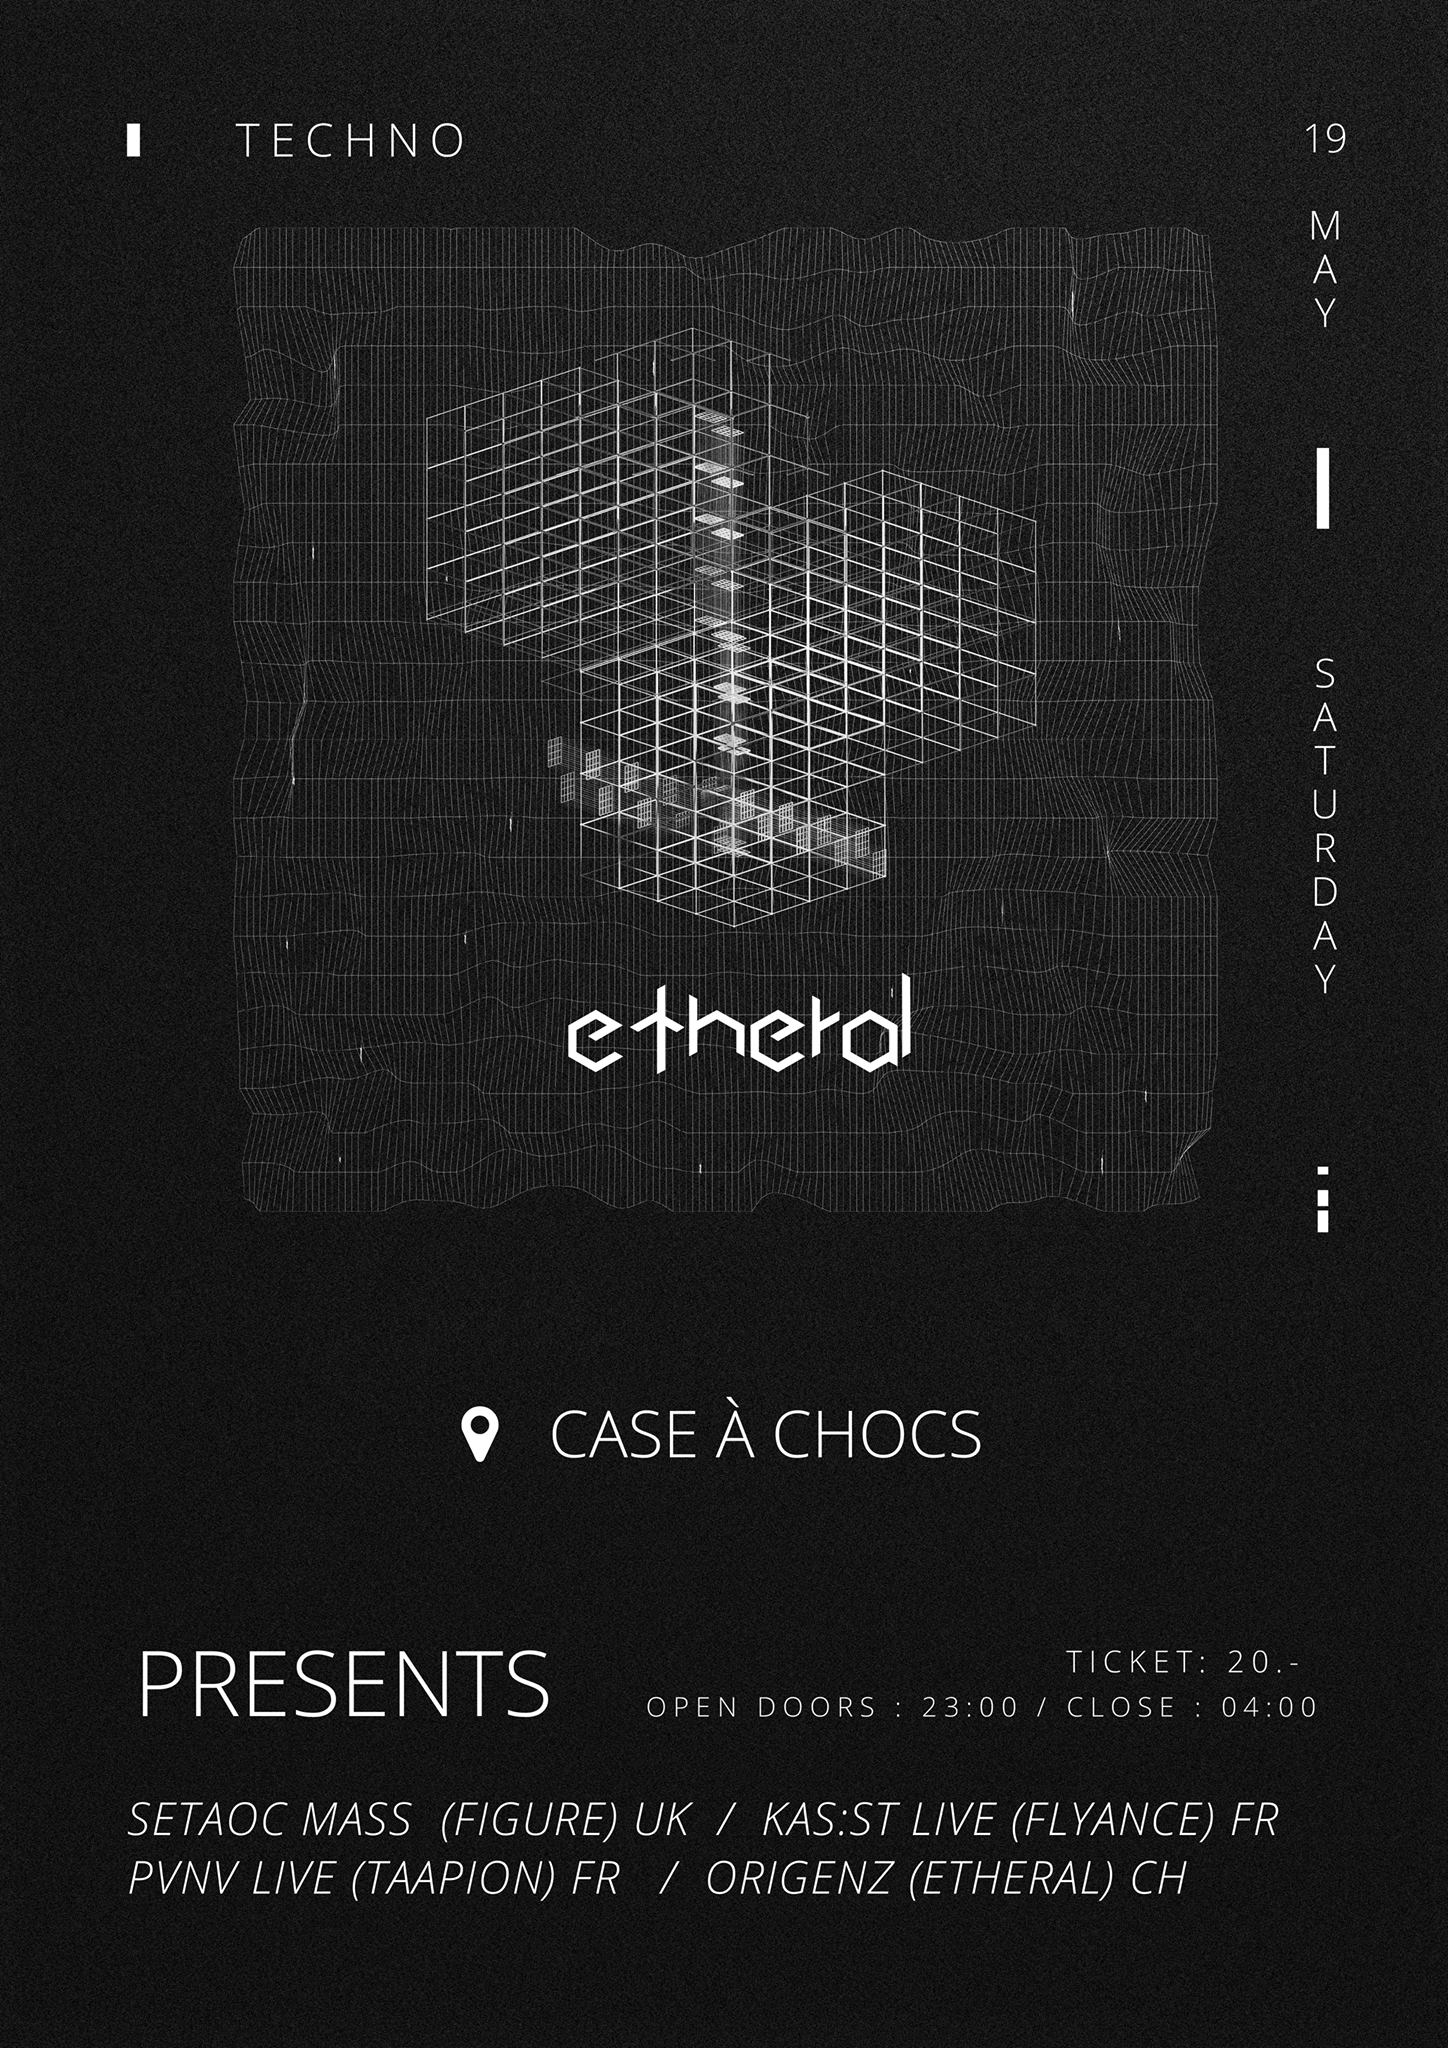 TECHNO
19
MAY
SATURDAY
etheral
CASE À CHOCS
PRESENTS
TICKET: 20.-
OPEN DOORS : 23:00 / CLOSE : 04:00
SETAOC MASS (FIGURE) UK / KAS:ST LIVE (FLYANCE) FR
PVNV LIVE (TAAPION) FR / ORIGENZ (ETHERAL) CH